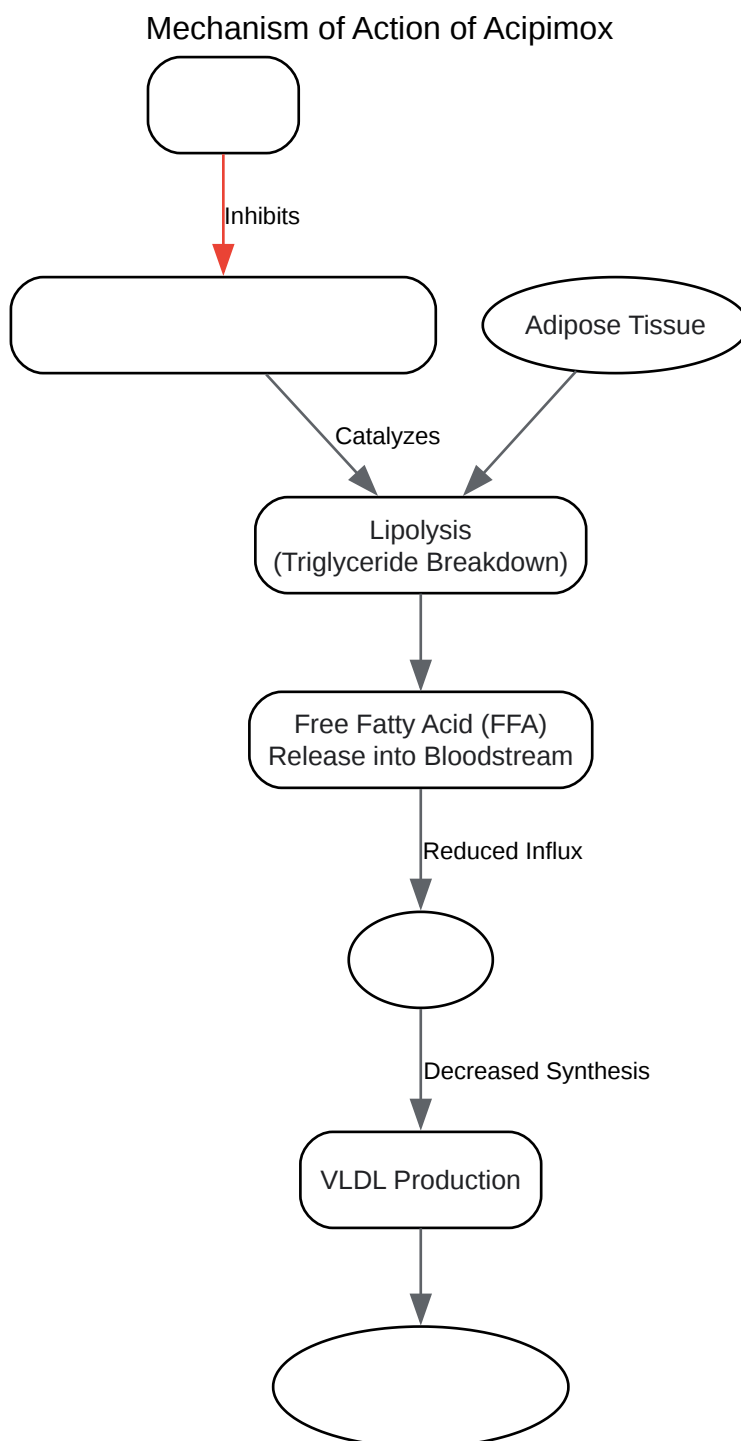 Mechanism of Action of Acipimox
Inhibits
Adipose Tissue
Catalyzes
Lipolysis
(Triglyceride Breakdown)
Free Fatty Acid (FFA)
Release into Bloodstream
Reduced Influx
Decreased Synthesis
VLDL Production